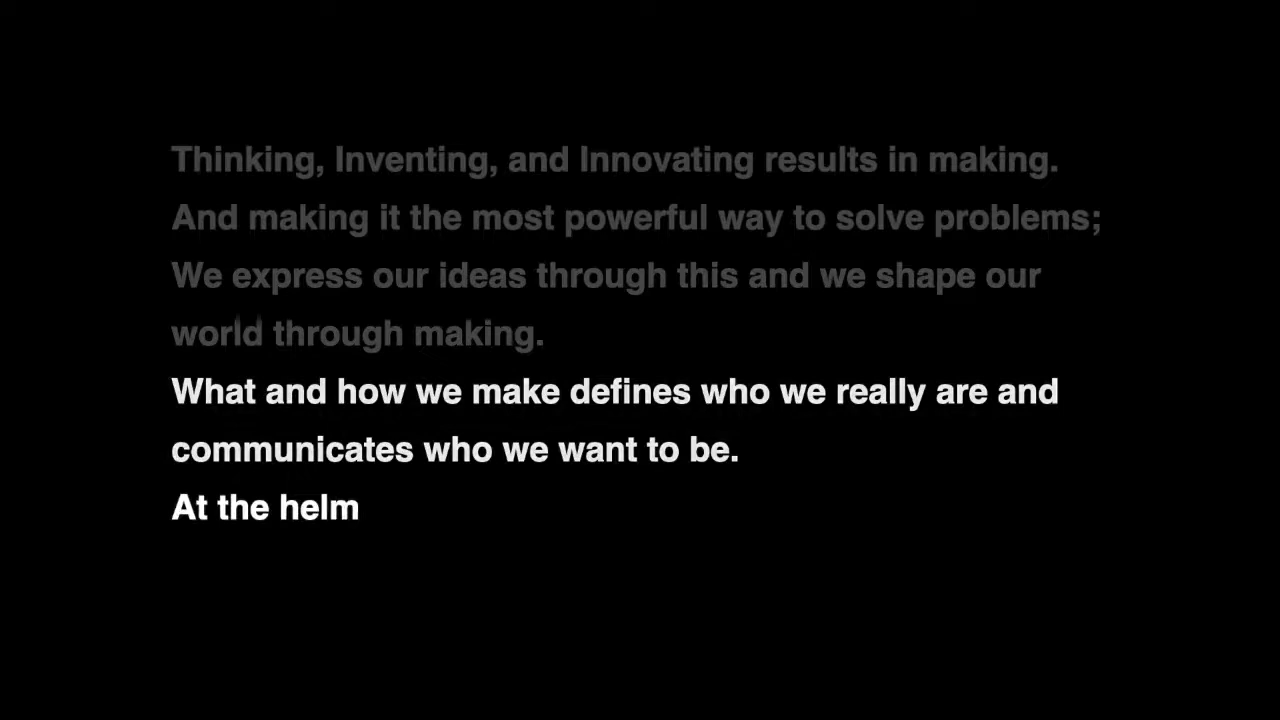 Thinking, Inventing, and Innovating results in making.
And making it the most powerful way to solve problems;
We express our ideas through this and we shape our
world through making.
What and how we make defines who we really are and
communicates who we want to be.
At the helm